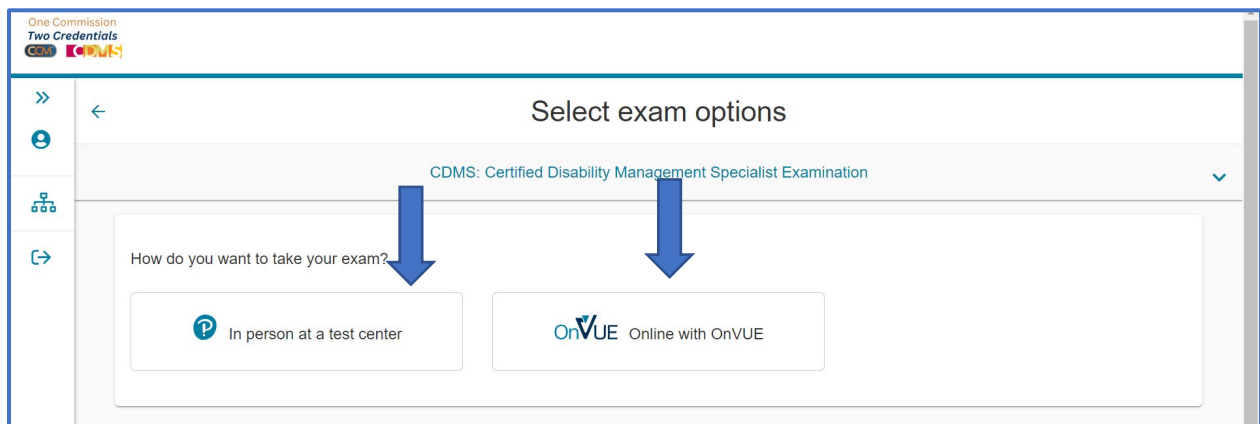 One Commission
Two Credentials
CCM CDMS
Select exam options
CDMS: Certified Disability Management Specialist Examination
How do you want to take your exam?
In person at a test center
OnVUE Online with OnVUE